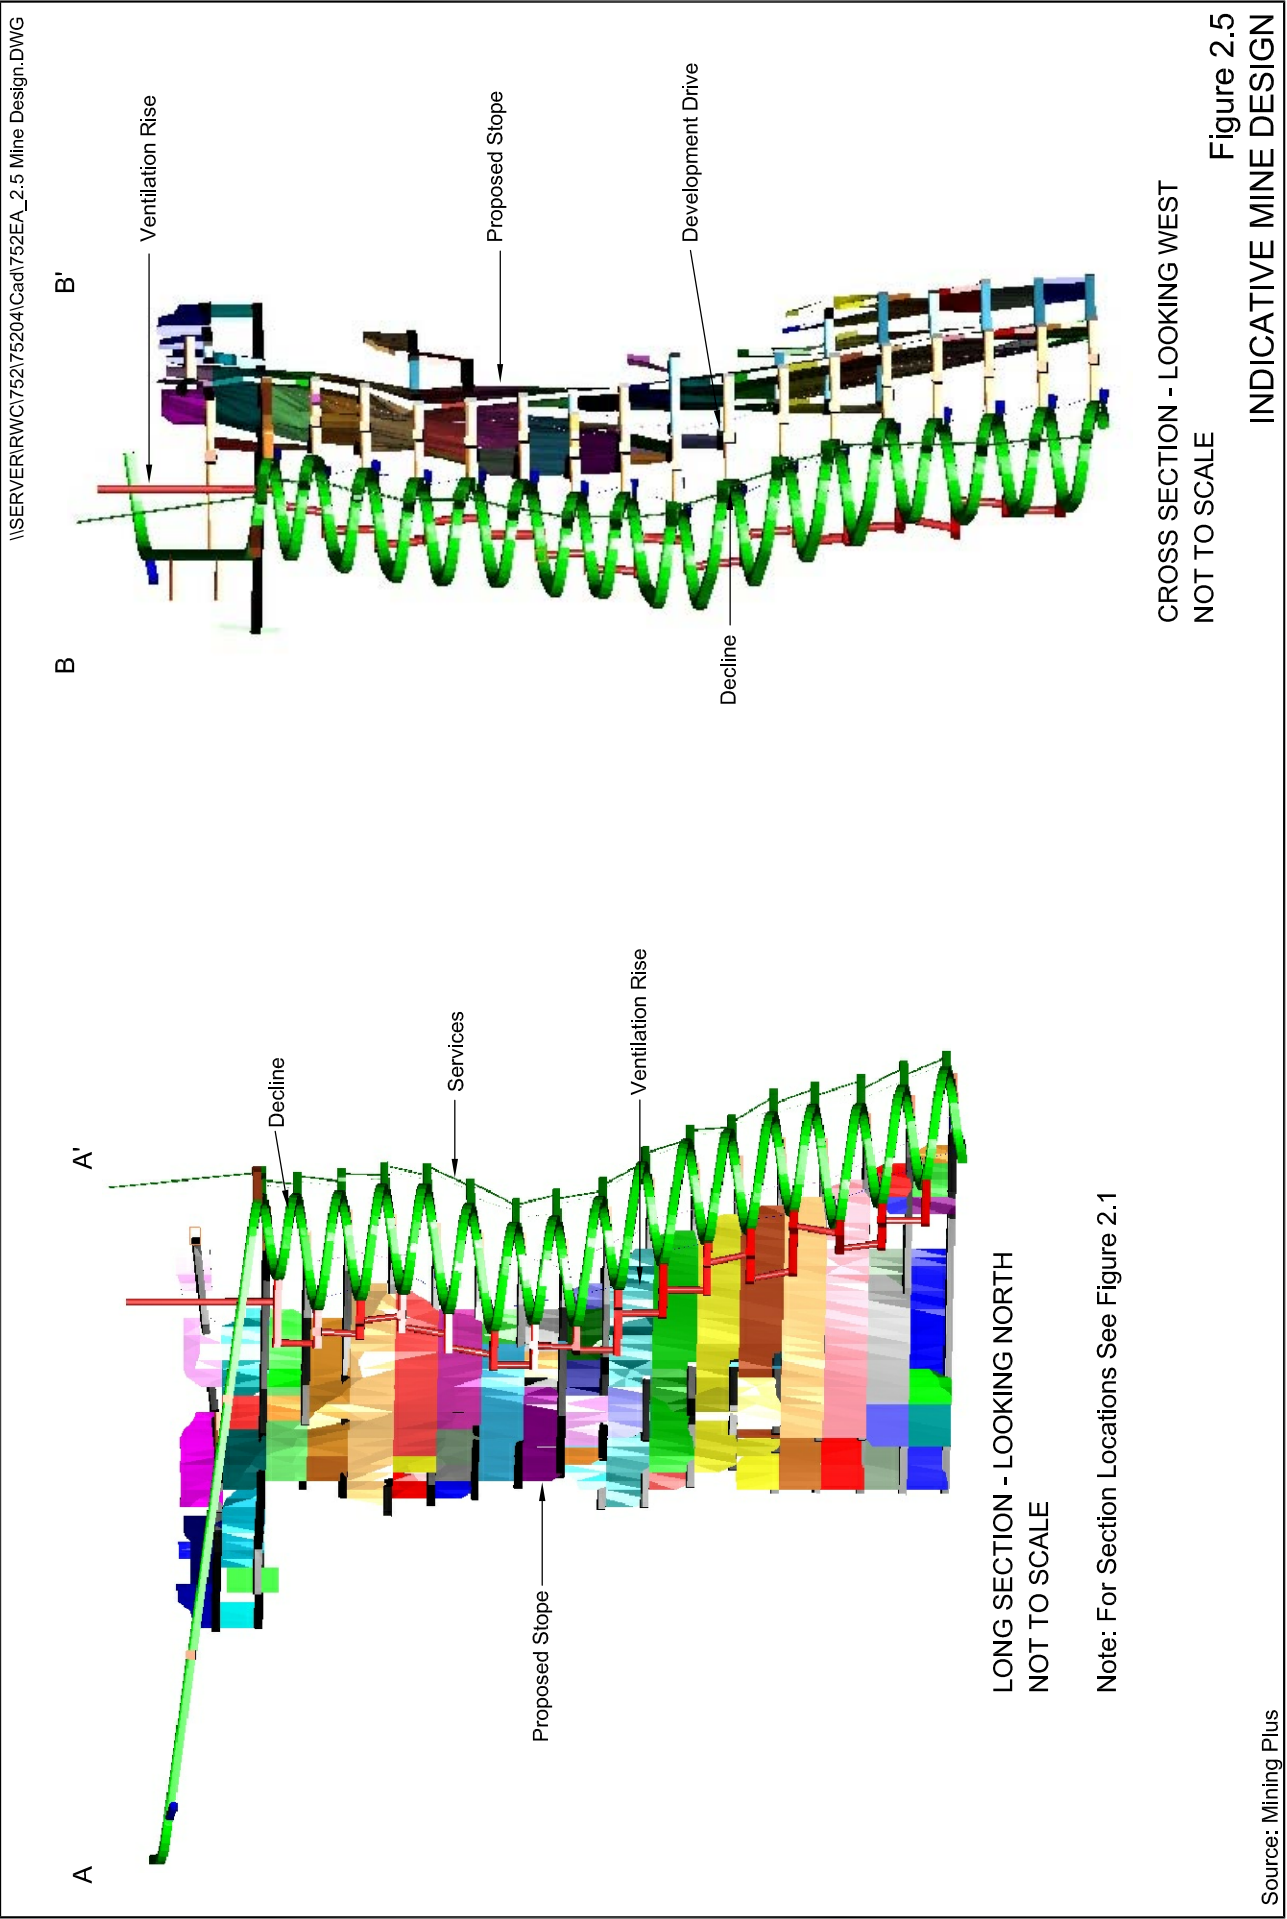 \\SERVER\RWC\752\75204\Cad\752EA_2.5 Mine Design.DWG
A
A'
Decline
Services
Ventilation Rise
Proposed Stope
LONG SECTION - LOOKING NORTH
NOT TO SCALE
Note: For Section Locations See Figure 2.1
B
B'
Ventilation Rise
Proposed Stope
Development Drive
Decline
CROSS SECTION - LOOKING WEST
NOT TO SCALE
Source: Mining Plus
Figure 2.5
INDICATIVE MINE DESIGN